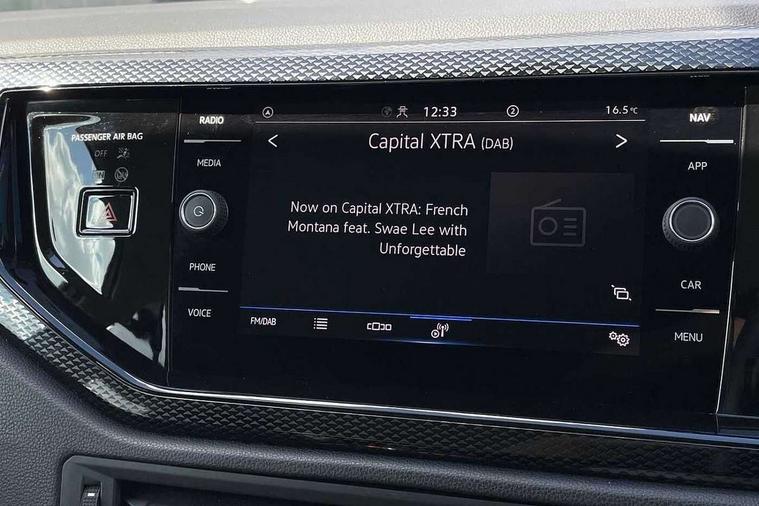 PASSENGER AIR BAG
OFF
ON
RADIO
MEDIA
PHONE
VOICE
12:33
2
16.5°C
Capital XTRA (DAB)
Now on Capital XTRA: French
Montana feat. Swae Lee with
Unforgettable
FM/DAB
NAV
APP
CAR
MENU